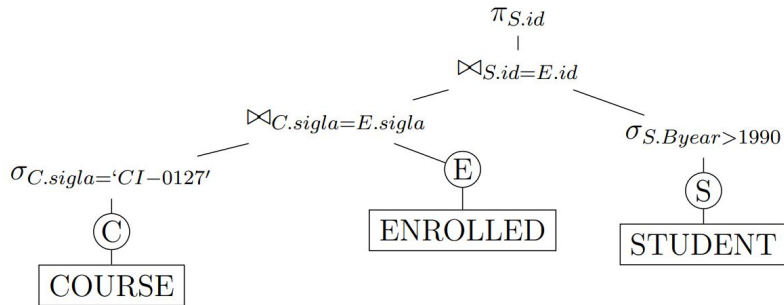 π_{S.id}
⋈_{S.id=E.id}
⋈_{C.sigla=E.sigla}
σ_{S.Byear>1990}
σ_{C.sigla=‘CI−0127′}
E
S
C
ENROLLED
STUDENT
COURSE